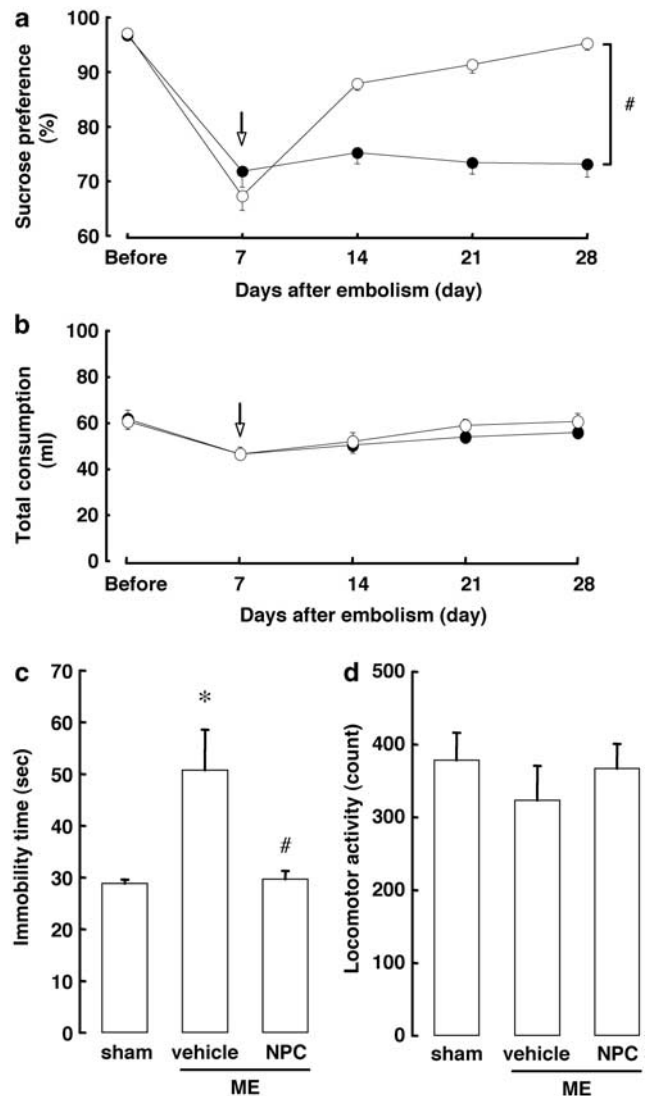 a
Sucrose preference
(%)
100
90
80
70
60
#
Before 7 14 21 28
Days after embolism (day)
b
Total consumption
(ml)
100
80
60
40
20
0
Before 7 14 21 28
Days after embolism (day)
c
Immobility time (sec)
70
60
50
40
30
20
10
0
*
#
sham vehicle NPC
ME
d
Locomotor activity (count)
500
400
300
200
100
0
sham vehicle NPC
ME